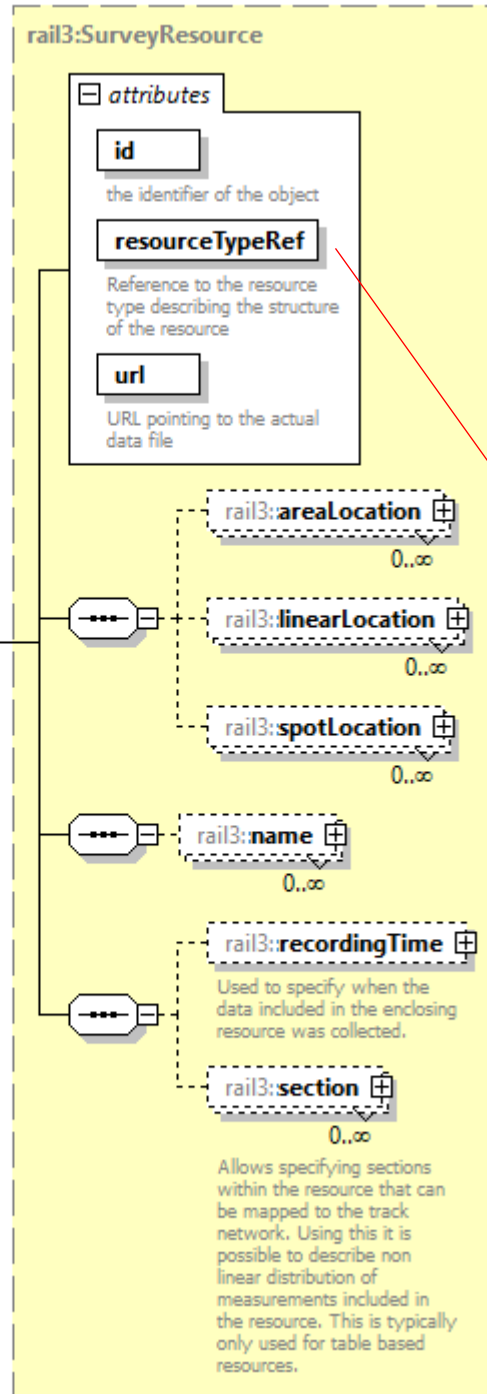 rail3:SurveyResource
attributes
id
the identifier of the object
resourceTypeRef
Reference to the resource
type describing the structure
of the resource
url
URL pointing to the actual
data file
rail3:areaLocation
0..∞
rail3:linearLocation
0..∞
rail3:spotLocation
0..∞
rail3:name
0..∞
rail3:recordingTime
Used to specify when the
data included in the enclosing
resource was collected.
rail3:section
0..∞
Allows specifying sections
within the resource that can
be mapped to the track
network. Using this it is
possible to describe non
linear distribution of
measurements included in
the resource. This is typically
only used for table based
resources.